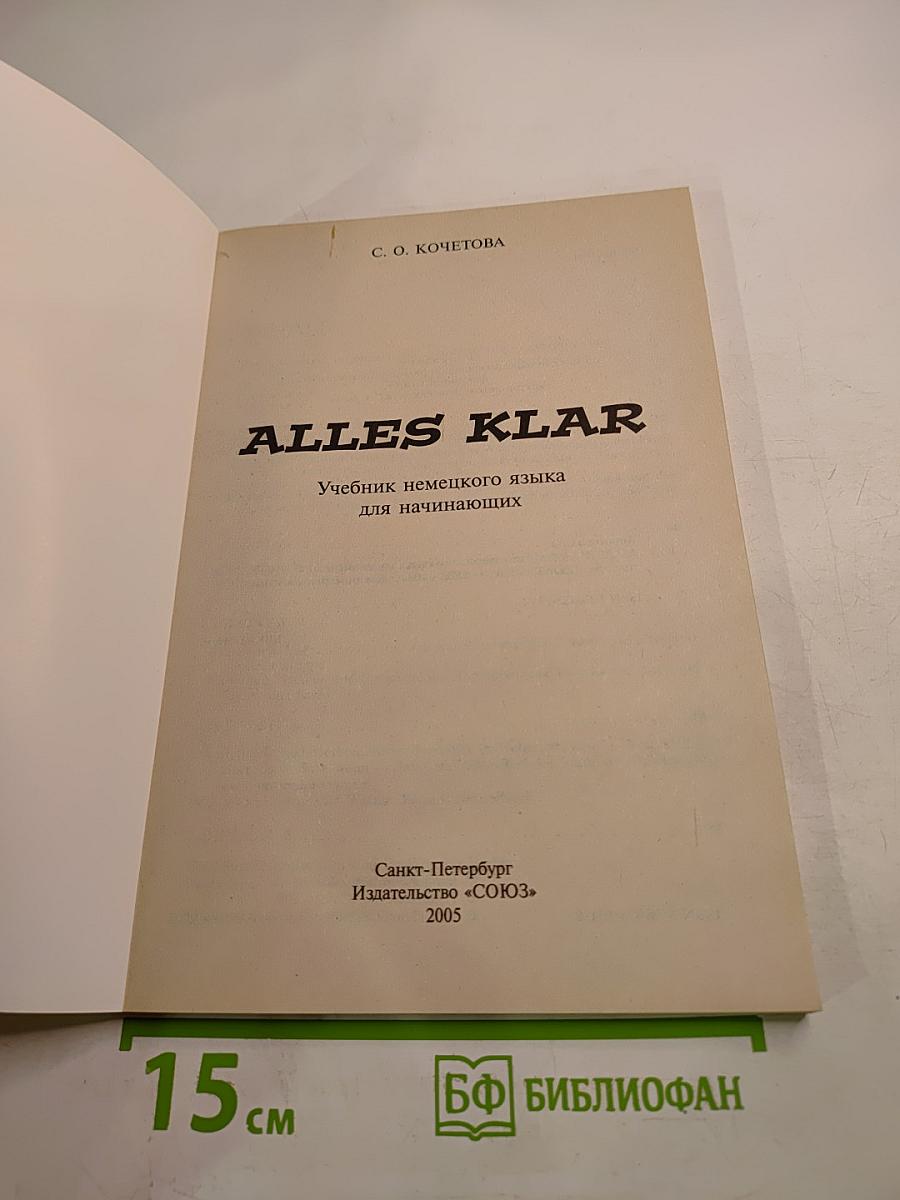 С. О. КОЧЕТОВА
ALLES KLAR
Учебник немецкого языка
для начинающих
Санкт-Петербург
Издательство «СОЮЗ»
2005
15 см
БФ БИБЛИОФАН